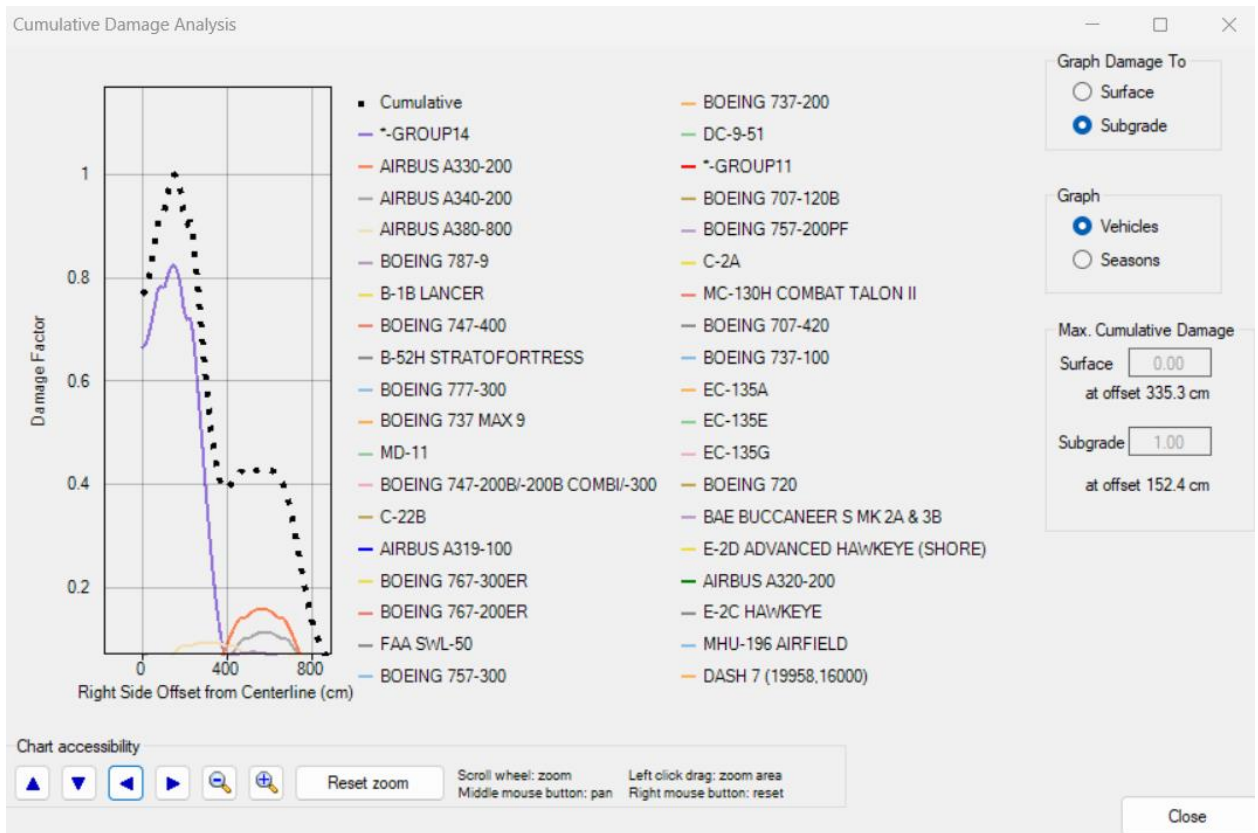 Cumulative Damage Analysis
Damage Factor
1
0.8
0.6
0.4
0.2
0
400
800
Right Side Offset from Centerline (cm)
Cumulative
*-GROUP14
AIRBUS A330-200
AIRBUS A340-200
AIRBUS A380-800
BOEING 787-9
B-1B LANCER
BOEING 747-400
B-52H STRATOFORTRESS
BOEING 777-300
BOEING 737 MAX 9
MD-11
BOEING 747-200B/-200B COMBI/-300
C-22B
AIRBUS A319-100
BOEING 767-300ER
BOEING 767-200ER
FAA SWL-50
BOEING 757-300
BOEING 737-200
DC-9-51
*-GROUP11
BOEING 707-120B
BOEING 757-200PF
C-2A
MC-130H COMBAT TALON II
BOEING 707-420
BOEING 737-100
EC-135A
EC-135E
EC-135G
BOEING 720
BAE BUCCANEER S MK 2A & 3B
E-2D ADVANCED HAWKEYE (SHORE)
AIRBUS A320-200
E-2C HAWKEYE
MHU-196 AIRFIELD
DASH 7 (19958,16000)
Graph Damage To
Surface
Subgrade
Graph
Vehicles
Seasons
Max. Cumulative Damage
Surface 0.00
at offset 335.3 cm
Subgrade 1.00
at offset 152.4 cm
Chart accessibility
Reset zoom
Scroll wheel: zoom
Middle mouse button: pan
Left click drag: zoom area
Right mouse button: reset
Close